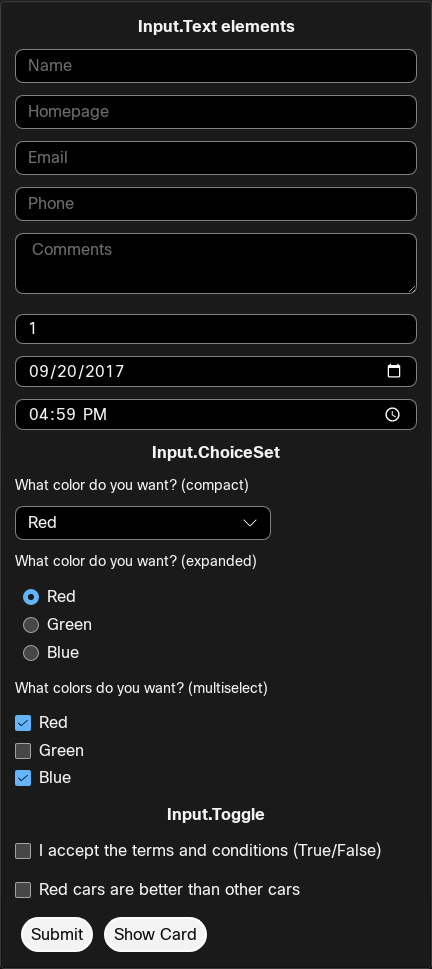 Input.Text elements
Name
Homepage
Email
Phone
Comments
1
09/20/2017
04:59 PM
Input.ChoiceSet
What color do you want? (compact)
Red
What color do you want? (expanded)
Red
Green
Blue
What colors do you want? (multiselect)
Red
Green
Blue
Input.Toggle
I accept the terms and conditions (True/False)
Red cars are better than other cars
Submit Show Card